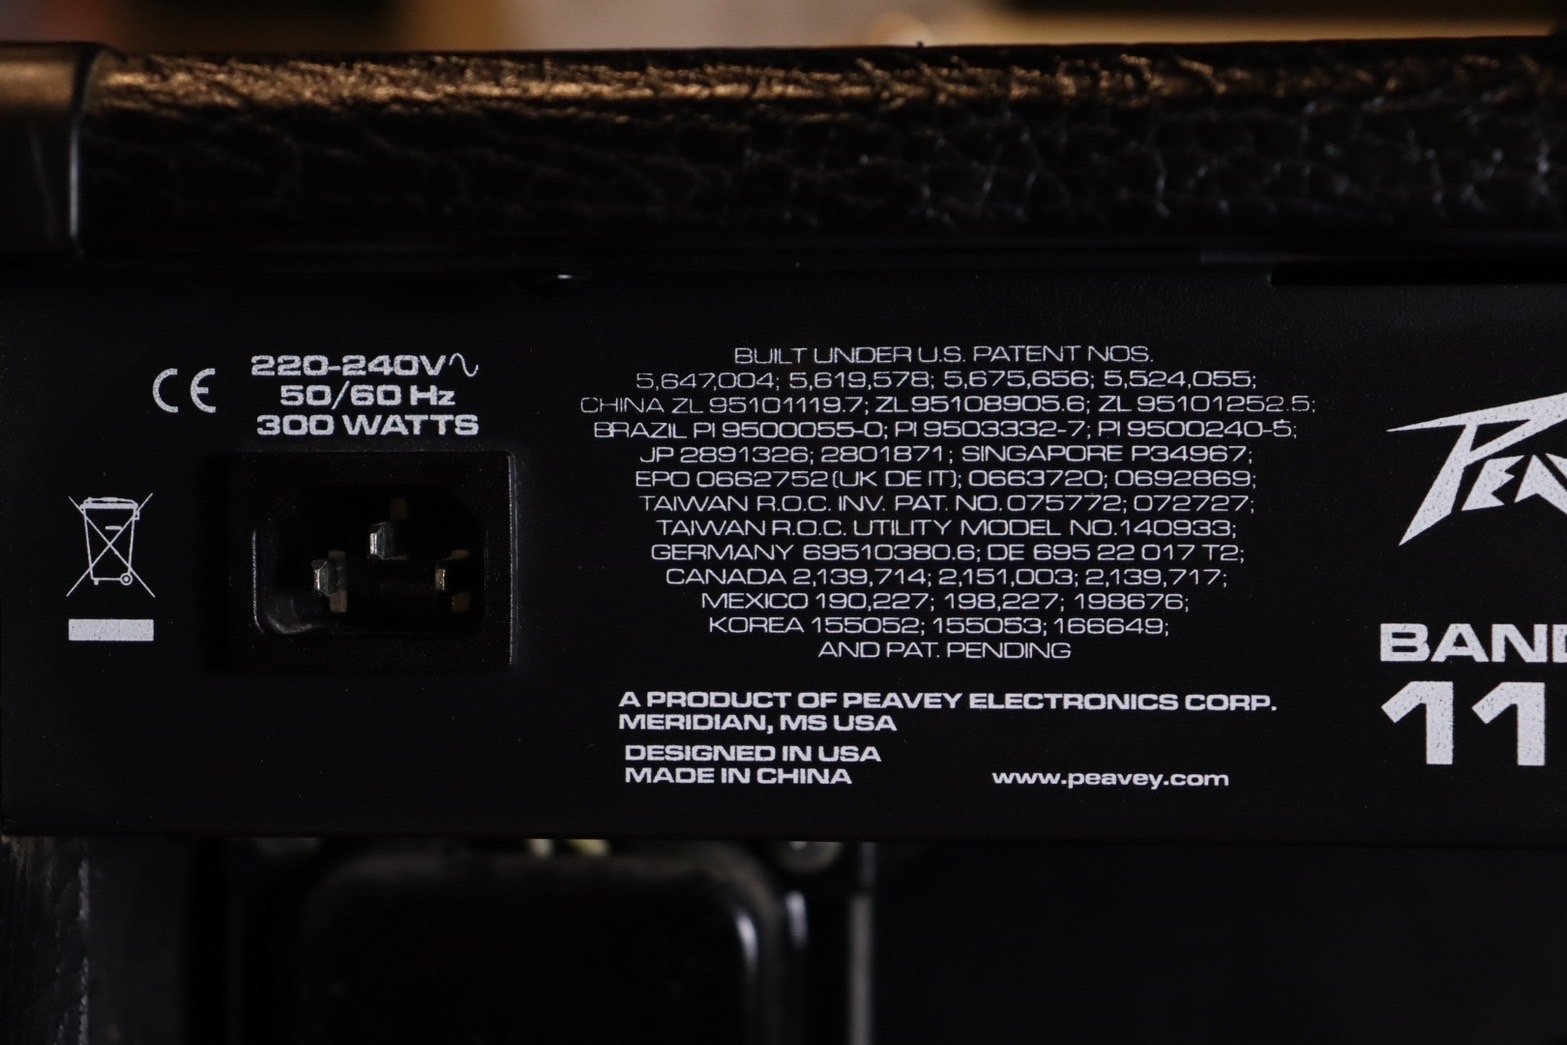 CE
220-240V∿
50/60 Hz
300 WATTS
BUILT UNDER U.S. PATENT NOS.
5,647,004; 5,619,578; 5,675,656; 5,524,055;
CHINA ZL 95101119.7; ZL 95108905.6; ZL 95101252.5;
BRAZIL PI 9500055-0; PI 9503332-7; PI 9500240-5;
JP 2891326; 2801871; SINGAPORE P34967;
EPO 0662752 (UK DE IT); 0663720; 0692869;
TAIWAN R.O.C. INV. PAT. NO. 075772; 072727;
TAIWAN R.O.C. UTILITY MODEL NO. 140933;
GERMANY 69510380.6; DE 695 22 017 T2;
CANADA 2,139,714; 2,151,003; 2,139,717;
MEXICO 190,227; 198,227; 198676;
KOREA 155052; 155053; 166649;
AND PAT. PENDING
A PRODUCT OF PEAVEY ELECTRONICS CORP.
MERIDIAN, MS USA
DESIGNED IN USA
MADE IN CHINA
www.peavey.com
PEA
BAN
11